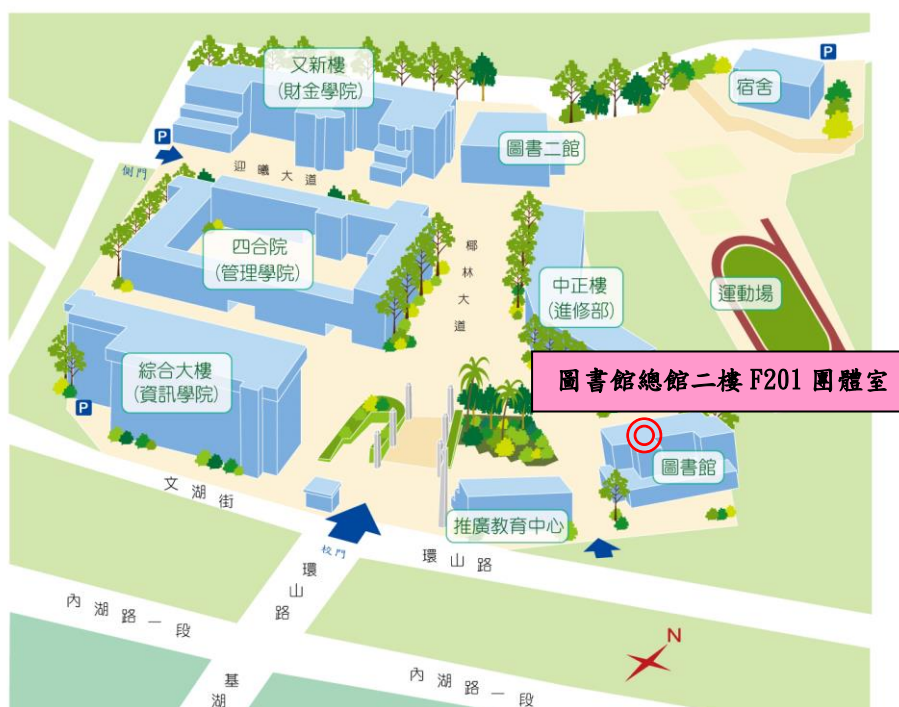 又新樓
(財金學院)
P
宿舍
圖書二館
P
側門
迎曦大道
四合院
(管理學院)
椰林大道
中正樓
(進修部)
運動場
圖書館總館二樓 F201 團體室
綜合大樓
(資訊學院)
P
圖書館
文湖街
推廣教育中心
校門
環山路
環山路
內湖路一段
N
內湖路一段
基湖